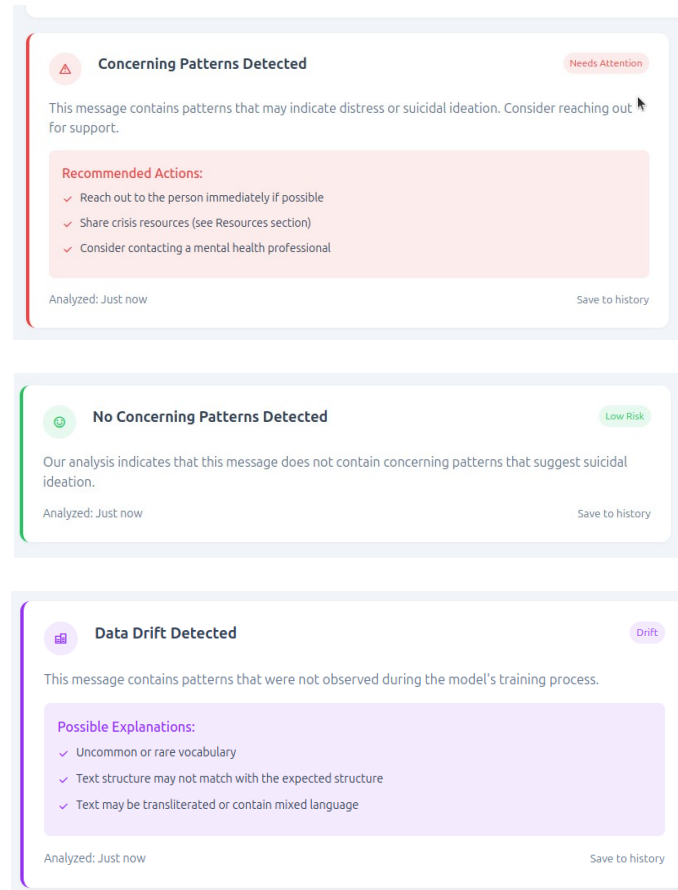 Concerning Patterns Detected
Needs Attention
This message contains patterns that may indicate distress or suicidal ideation. Consider reaching out
for support.
Recommended Actions:
Reach out to the person immediately if possible
Share crisis resources (see Resources section)
Consider contacting a mental health professional
Analyzed: Just now
Save to history
No Concerning Patterns Detected
Low Risk
Our analysis indicates that this message does not contain concerning patterns that suggest suicidal
ideation.
Analyzed: Just now
Save to history
Data Drift Detected
Drift
This message contains patterns that were not observed during the model's training process.
Possible Explanations:
Uncommon or rare vocabulary
Text structure may not match with the expected structure
Text may be transliterated or contain mixed language
Analyzed: Just now
Save to history